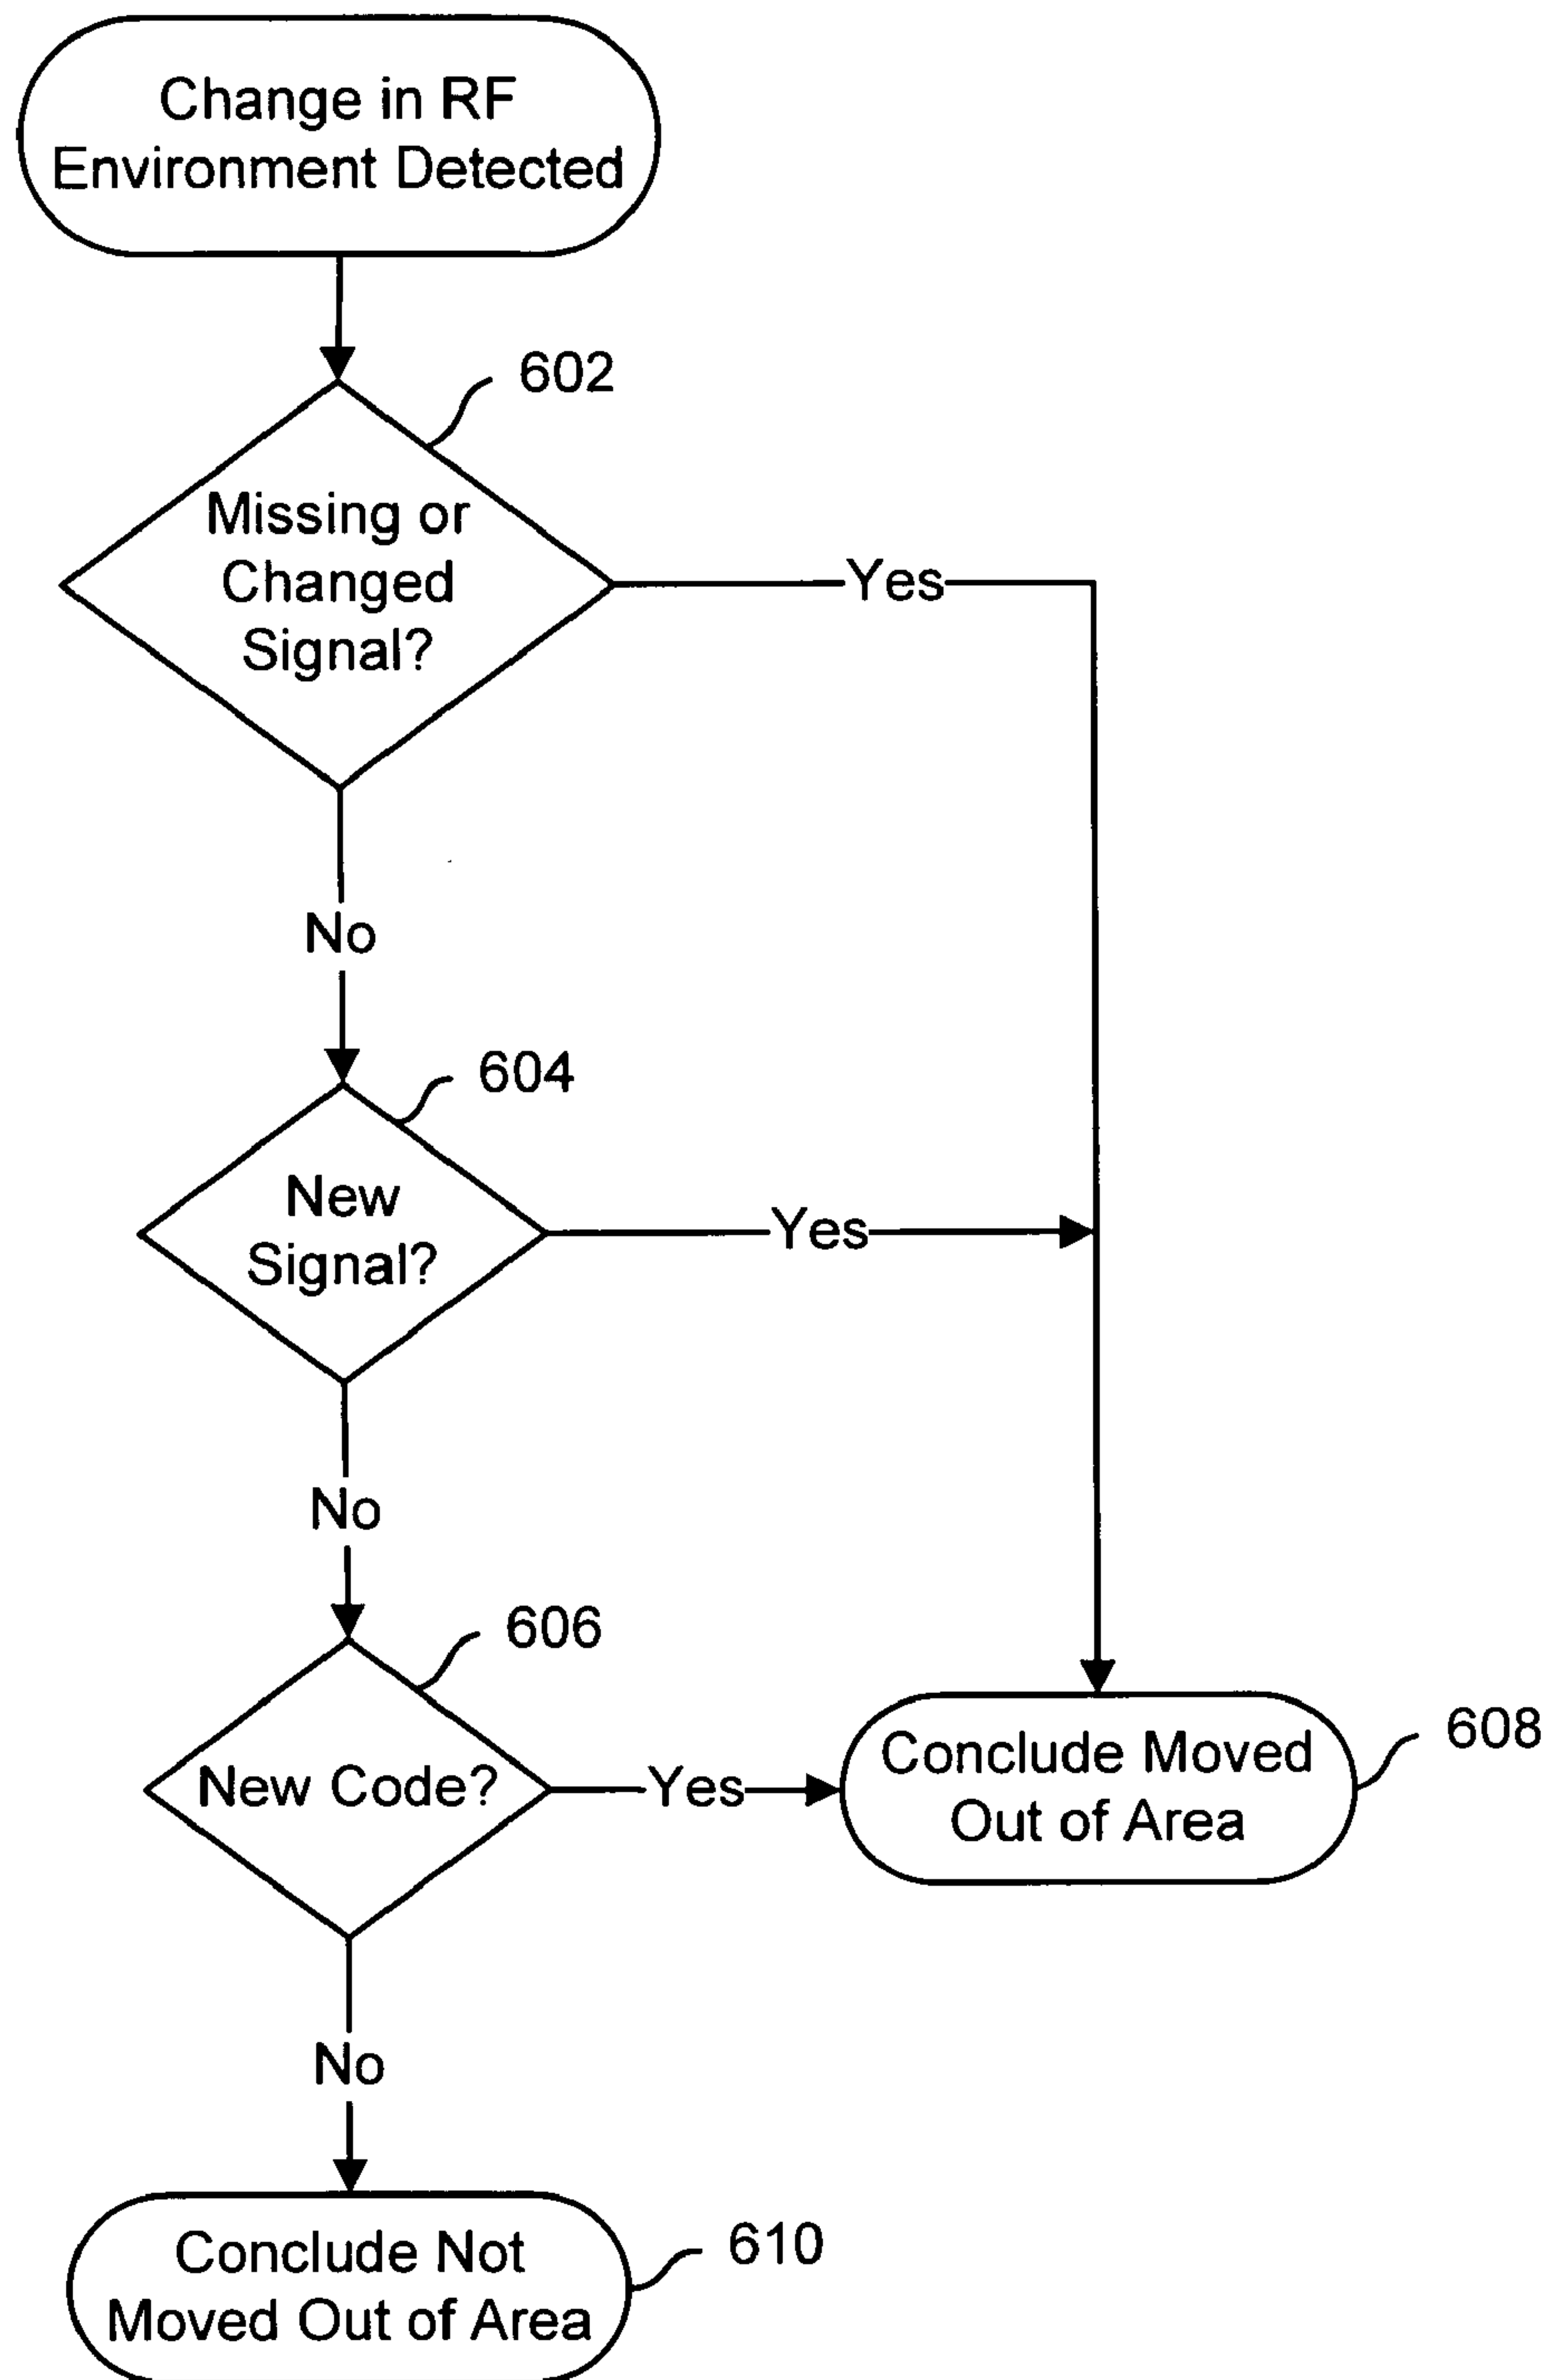 Change in RF
Environment Detected
602
Missing or
Changed
Signal?
Yes
No
604
New
Signal?
Yes
No
606
New Code?
Yes
608
Conclude Moved
Out of Area
No
610
Conclude Not
Moved Out of Area